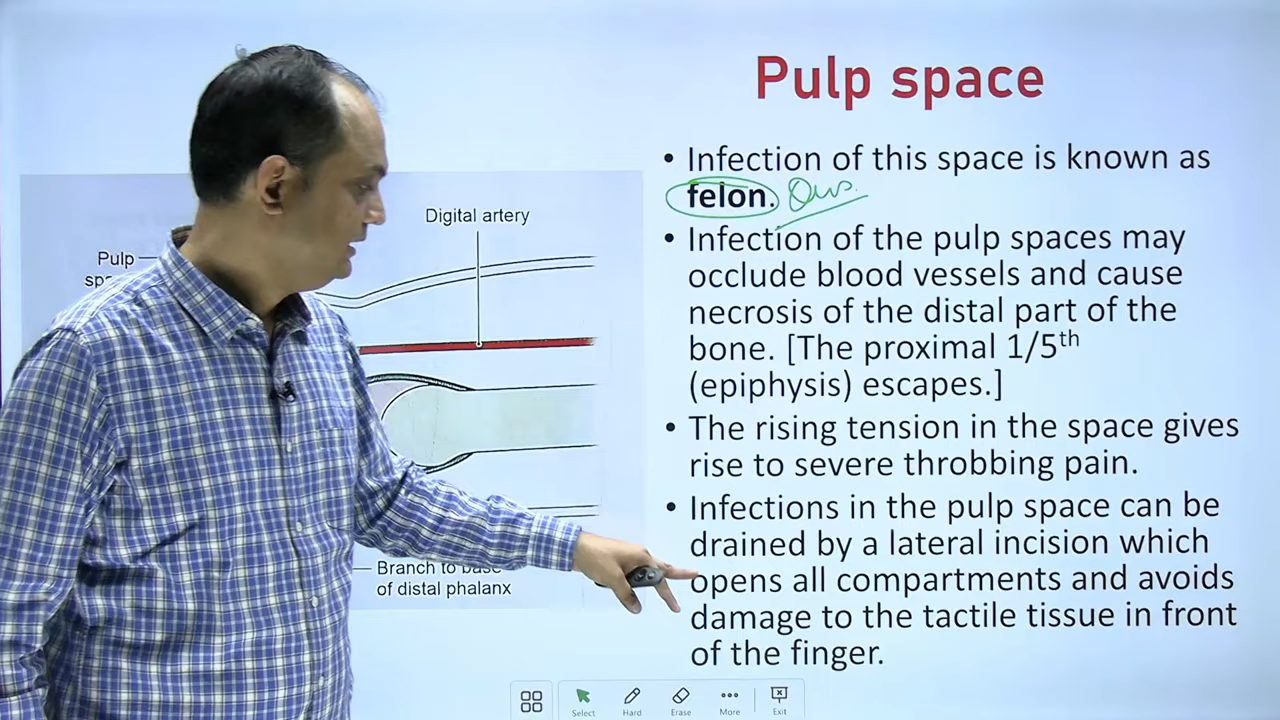 Pulp space
• Infection of this space is known as
felon. Qus.
• Infection of the pulp spaces may
occlude blood vessels and cause
necrosis of the distal part of the
bone. [The proximal 1/5th
(epiphysis) escapes.]
• The rising tension in the space gives
rise to severe throbbing pain.
• Infections in the pulp space can be
drained by a lateral incision which
opens all compartments and avoids
damage to the tactile tissue in front
of the finger.
Digital artery
Pulp
Branch to base
of distal phalanx
Select
Hard
Erase
More
Exit